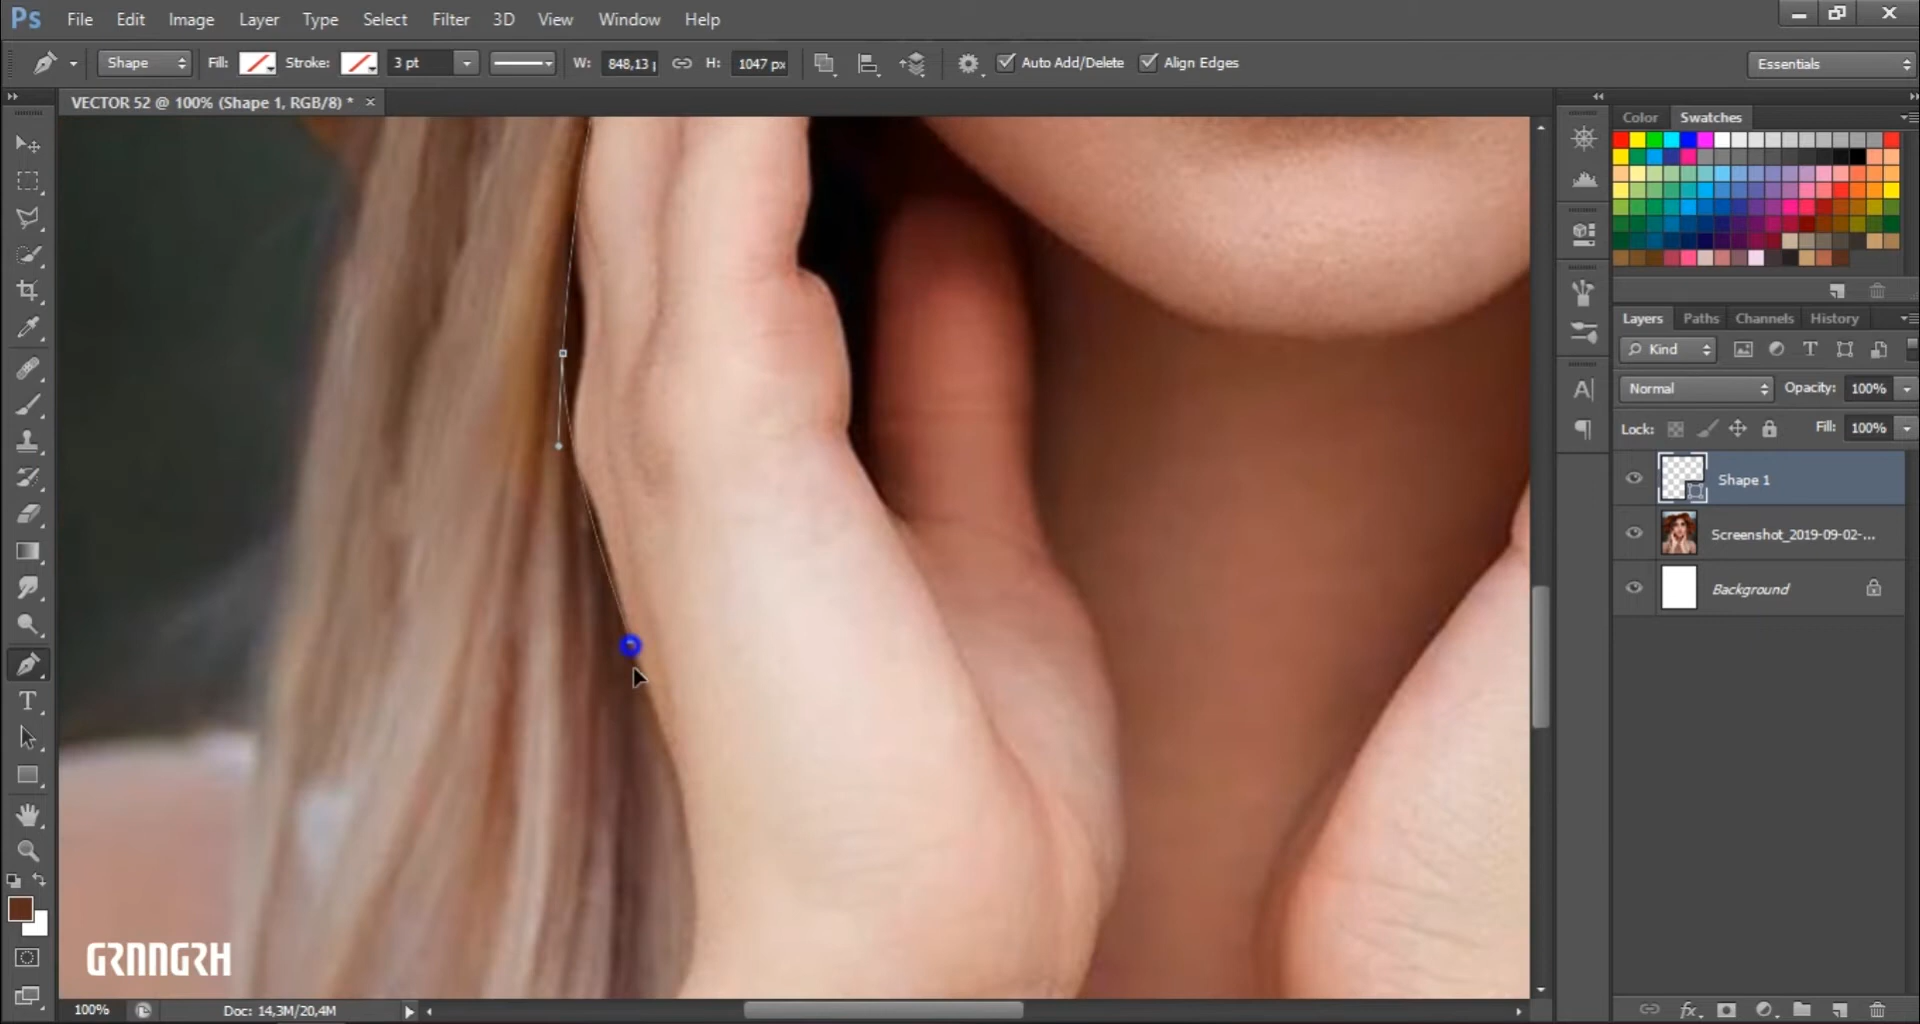 Ps File Edit Image Layer Type Select Filter 3D View Window Help
Shape Fill: Stroke: 3 pt W: 848,13 H: 1047 px Auto Add/Delete Align Edges Essentials
VECTOR 52 @ 100% (Shape 1, RGB/8) * ×
Color Swatches
Layers Paths Channels History
Kind
Normal Opacity: 100%
Lock: Fill: 100%
Shape 1
Screenshot_2019-09-02-...
Background
GRNNGRH
100% Doc: 14,3M/20,4M